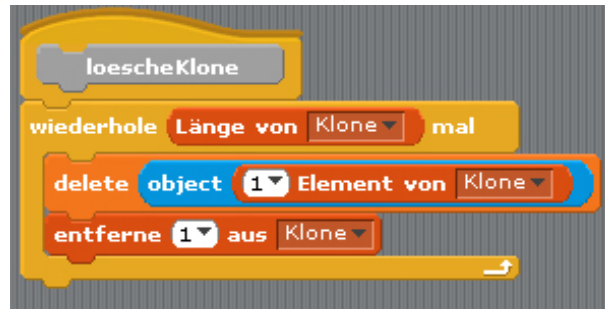 loescheKlone
wiederhole Länge von Klone mal
delete object 1 Element von Klone
entferne 1 aus Klone